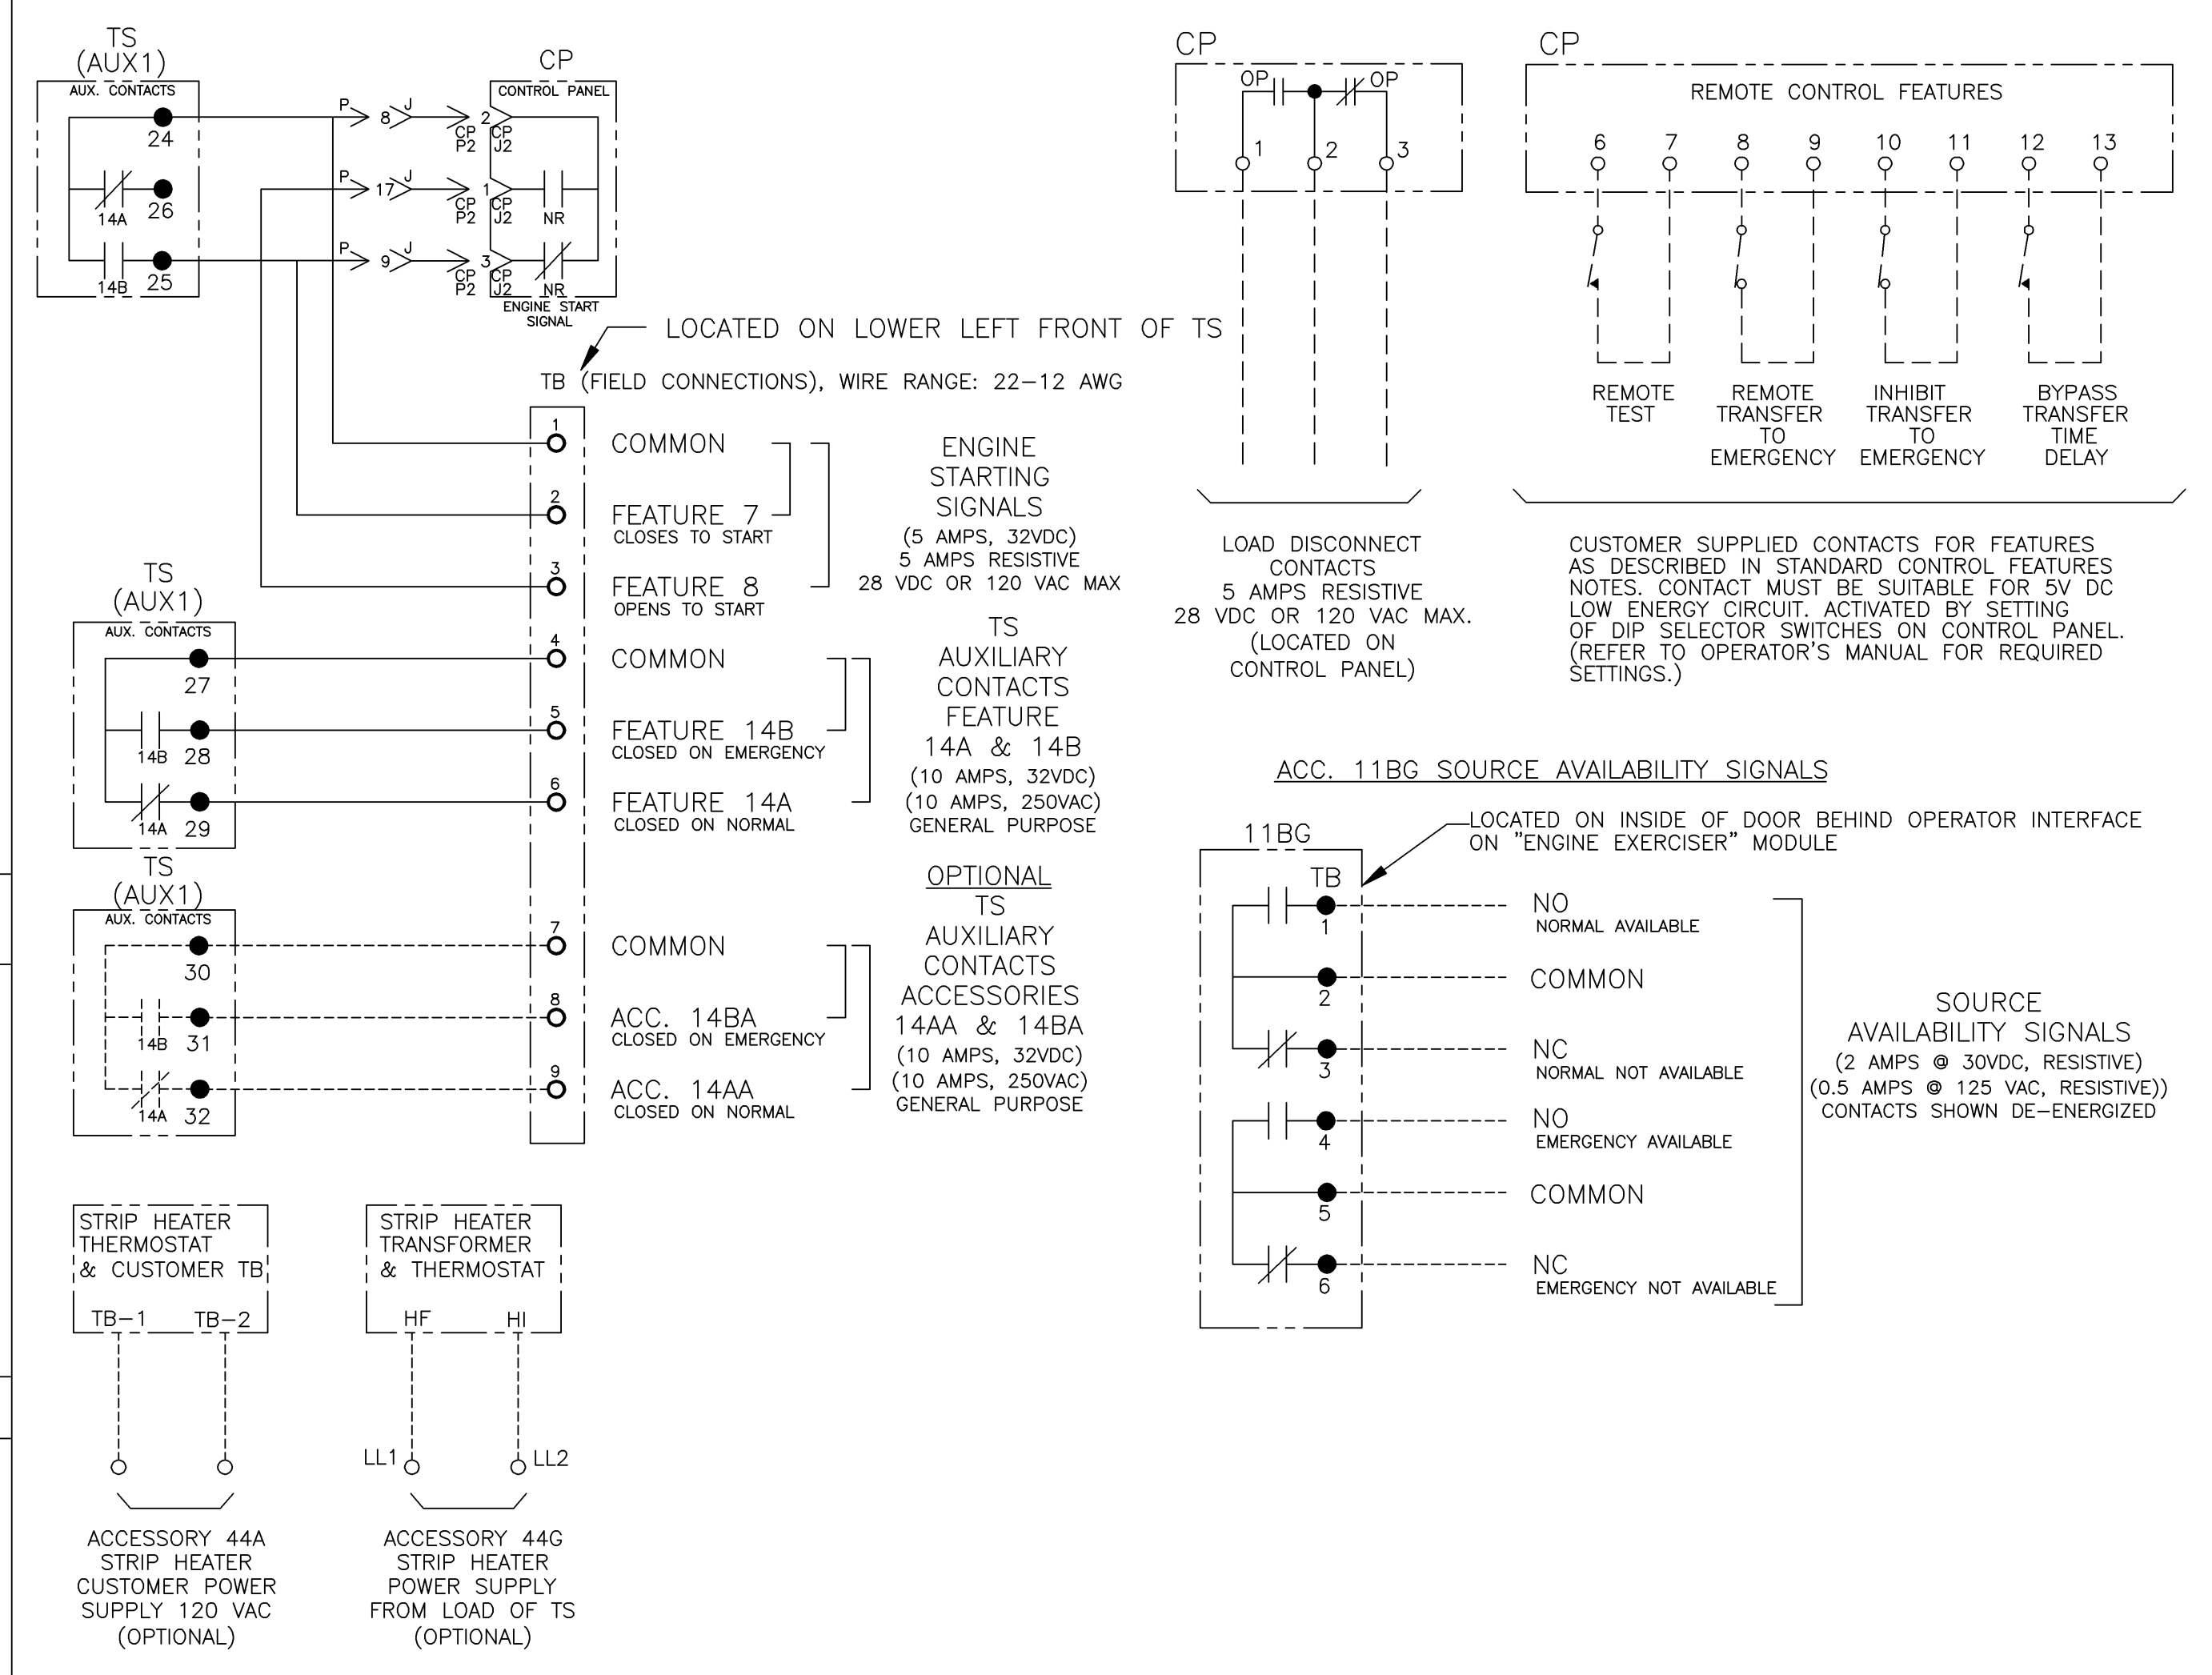 TS
(AUX1)
AUX. CONTACTS
24
14A
26
14B
25
P
8
J
CP
P2
2
CP
J2
P
17
J
CP
P2
1
CP
J2
NR
P
9
J
CP
P2
3
CP
J2
NR
CP
CONTROL PANEL
ENGINE START
SIGNAL
LOCATED ON LOWER LEFT FRONT OF TS
TB (FIELD CONNECTIONS), WIRE RANGE: 22-12 AWG
1
COMMON
2
FEATURE 7
CLOSES TO START
3
FEATURE 8
OPENS TO START
ENGINE
STARTING
SIGNALS
(5 AMPS, 32VDC)
5 AMPS RESISTIVE
28 VDC OR 120 VAC MAX
TS
(AUX1)
AUX. CONTACTS
27
14B
28
14A
29
4
COMMON
5
FEATURE 14B
CLOSED ON EMERGENCY
6
FEATURE 14A
CLOSED ON NORMAL
TS
AUXILIARY
CONTACTS
FEATURE
14A & 14B
(10 AMPS, 32VDC)
(10 AMPS, 250VAC)
GENERAL PURPOSE
TS
(AUX1)
AUX. CONTACTS
30
14B
31
14A
32
7
COMMON
8
ACC. 14BA
CLOSED ON EMERGENCY
9
ACC. 14AA
CLOSED ON NORMAL
OPTIONAL
TS
AUXILIARY
CONTACTS
ACCESSORIES
14AA & 14BA
(10 AMPS, 32VDC)
(10 AMPS, 250VAC)
GENERAL PURPOSE
STRIP HEATER
THERMOSTAT
& CUSTOMER TB
TB-1
TB-2
ACCESSORY 44A
STRIP HEATER
CUSTOMER POWER
SUPPLY 120 VAC
(OPTIONAL)
STRIP HEATER
TRANSFORMER
& THERMOSTAT
HF
HI
LL1
LL2
ACCESSORY 44G
STRIP HEATER
POWER SUPPLY
FROM LOAD OF TS
(OPTIONAL)
CP
OP
OP
1
2
3
LOAD DISCONNECT
CONTACTS
5 AMPS RESISTIVE
28 VDC OR 120 VAC MAX.
(LOCATED ON
CONTROL PANEL)
CP
REMOTE CONTROL FEATURES
6 7 8 9 10 11 12 13
REMOTE
TEST
REMOTE
TRANSFER
TO
EMERGENCY
INHIBIT
TRANSFER
TO
EMERGENCY
BYPASS
TRANSFER
TIME
DELAY
CUSTOMER SUPPLIED CONTACTS FOR FEATURES
AS DESCRIBED IN STANDARD CONTROL FEATURES
NOTES. CONTACT MUST BE SUITABLE FOR 5V DC
LOW ENERGY CIRCUIT. ACTIVATED BY SETTING
OF DIP SELECTOR SWITCHES ON CONTROL PANEL.
(REFER TO OPERATOR'S MANUAL FOR REQUIRED
SETTINGS.)
ACC. 11BG SOURCE AVAILABILITY SIGNALS
LOCATED ON INSIDE OF DOOR BEHIND OPERATOR INTERFACE
ON "ENGINE EXERCISER" MODULE
11BG
TB
1
NO
NORMAL AVAILABLE
2
COMMON
3
NC
NORMAL NOT AVAILABLE
4
NO
EMERGENCY AVAILABLE
5
COMMON
6
NC
EMERGENCY NOT AVAILABLE
SOURCE
AVAILABILITY SIGNALS
(2 AMPS @ 30VDC, RESISTIVE)
(0.5 AMPS @ 125 VAC, RESISTIVE))
CONTACTS SHOWN DE-ENERGIZED